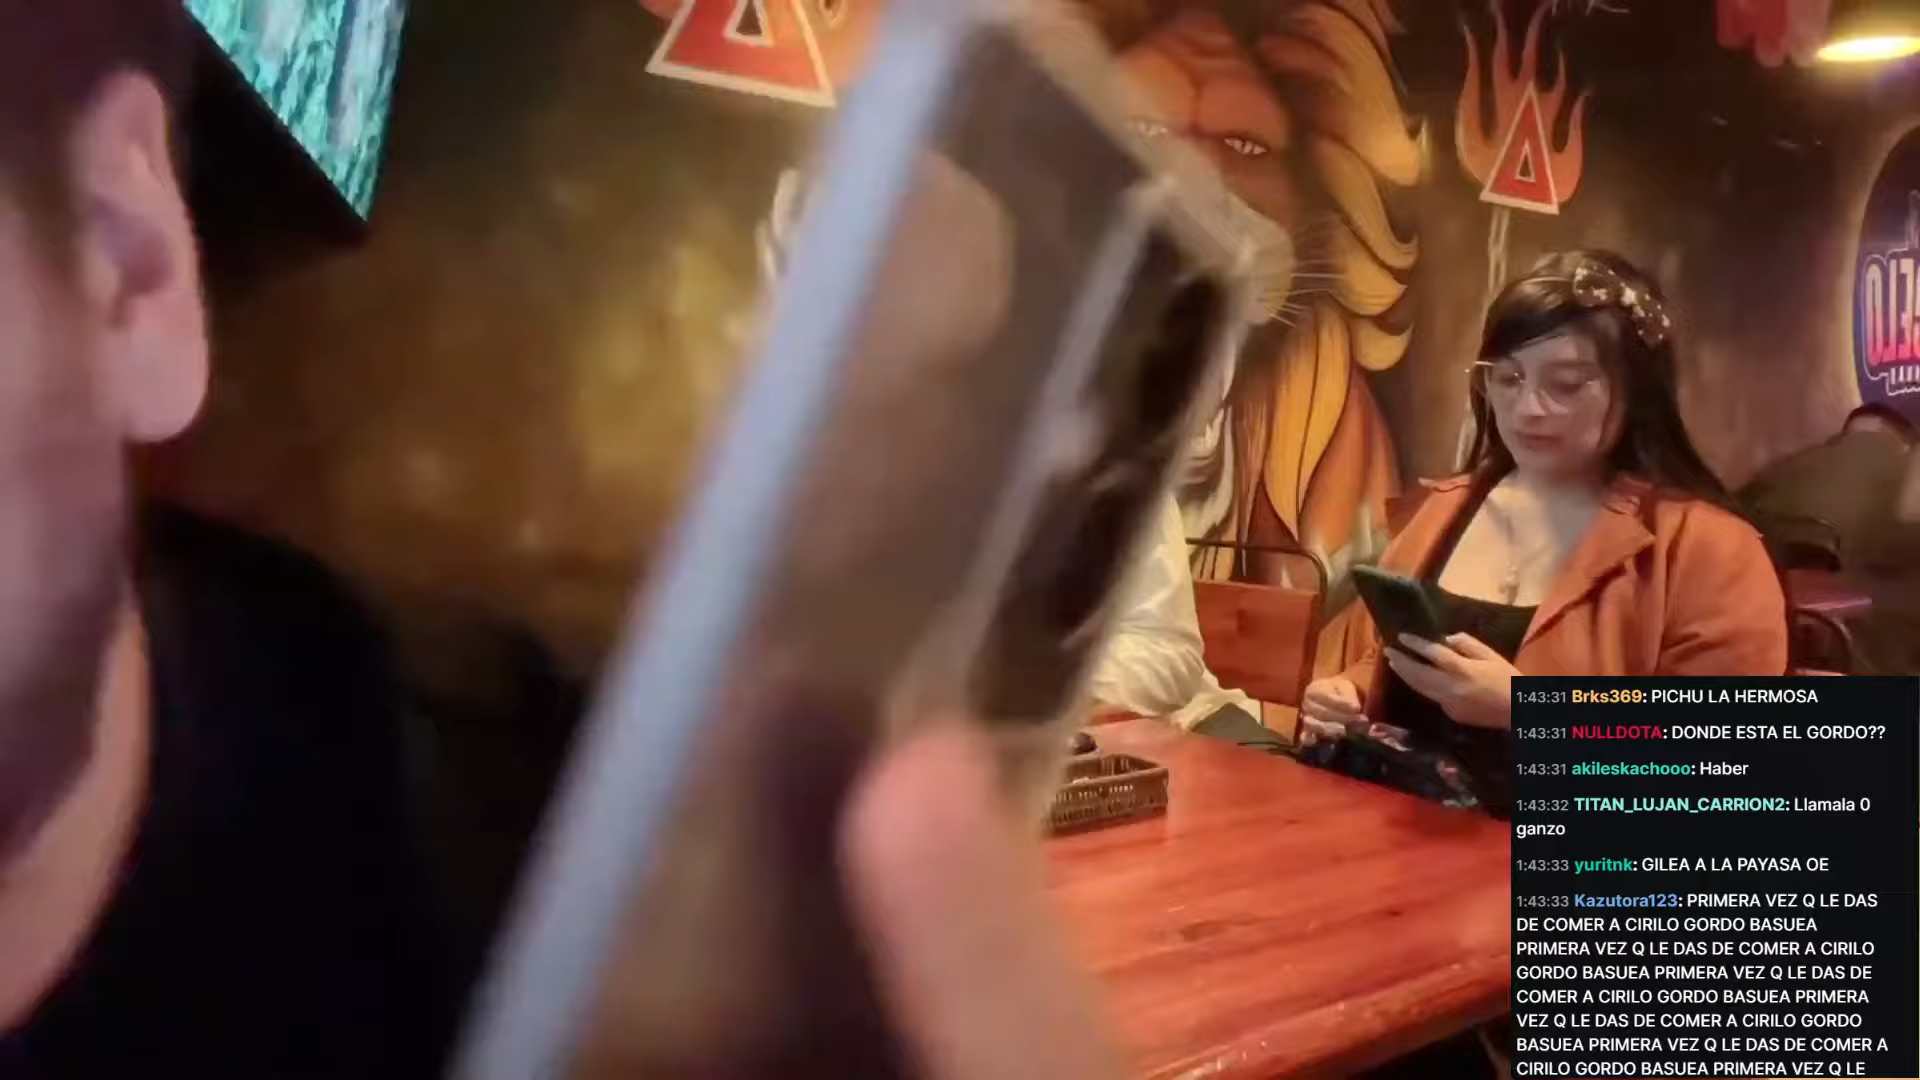 1:43:31 Brks369: PICHU LA HERMOSA
1:43:31 NULLDOTA: DONDE ESTA EL GORDO??
1:43:31 akileskachooo: Haber
1:43:32 TITAN_LUJAN_CARRION2: Llamala 0
ganzo
1:43:33 yuritnk: GILEA A LA PAYASA OE
1:43:33 Kazutora123: PRIMERA VEZ Q LE DAS
DE COMER A CIRILO GORDO BASUEA
PRIMERA VEZ Q LE DAS DE COMER A CIRILO
GORDO BASUEA PRIMERA VEZ Q LE DAS DE
COMER A CIRILO GORDO BASUEA PRIMERA
VEZ Q LE DAS DE COMER A CIRILO GORDO
BASUEA PRIMERA VEZ Q LE DAS DE COMER A
CIRILO GORDO BASUEA PRIMERA VEZ Q LE